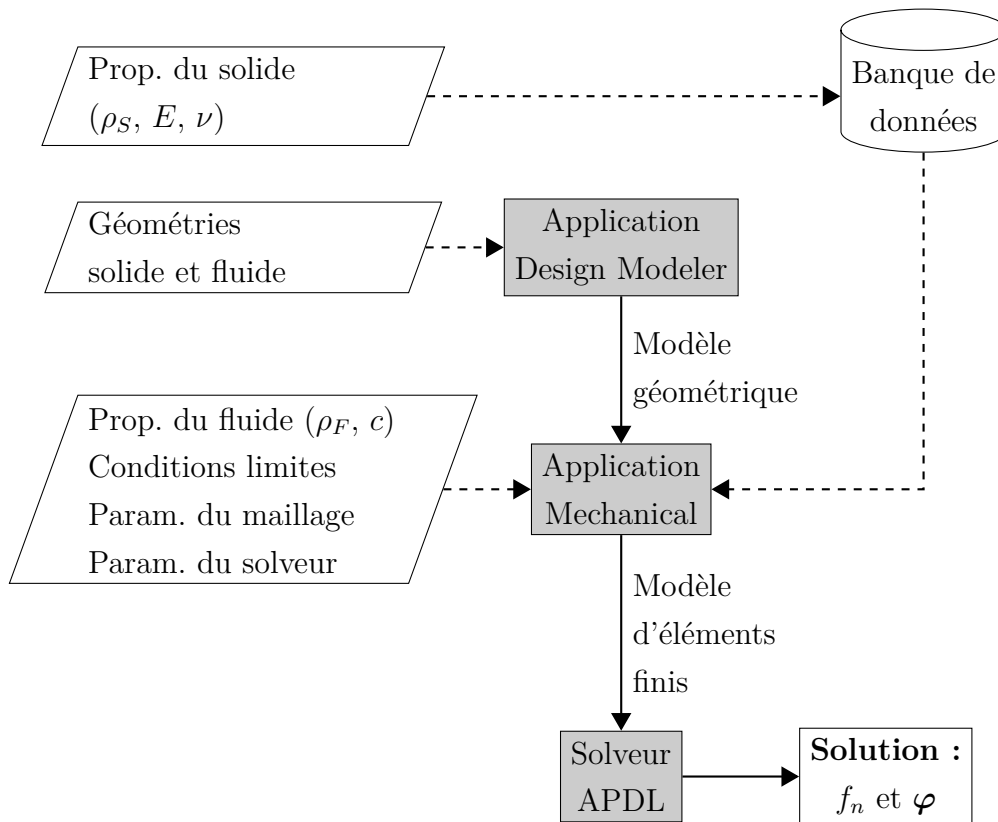 Prop. du solide
(ρ_S, E, ν)
Banque de
données
Géométries
solide et fluide
Application
Design Modeler
Modèle
géométrique
Prop. du fluide (ρ_F, c)
Conditions limites
Param. du maillage
Param. du solveur
Application
Mechanical
Modèle
d'éléments
finis
Solveur
APDL
Solution :
f_n et φ